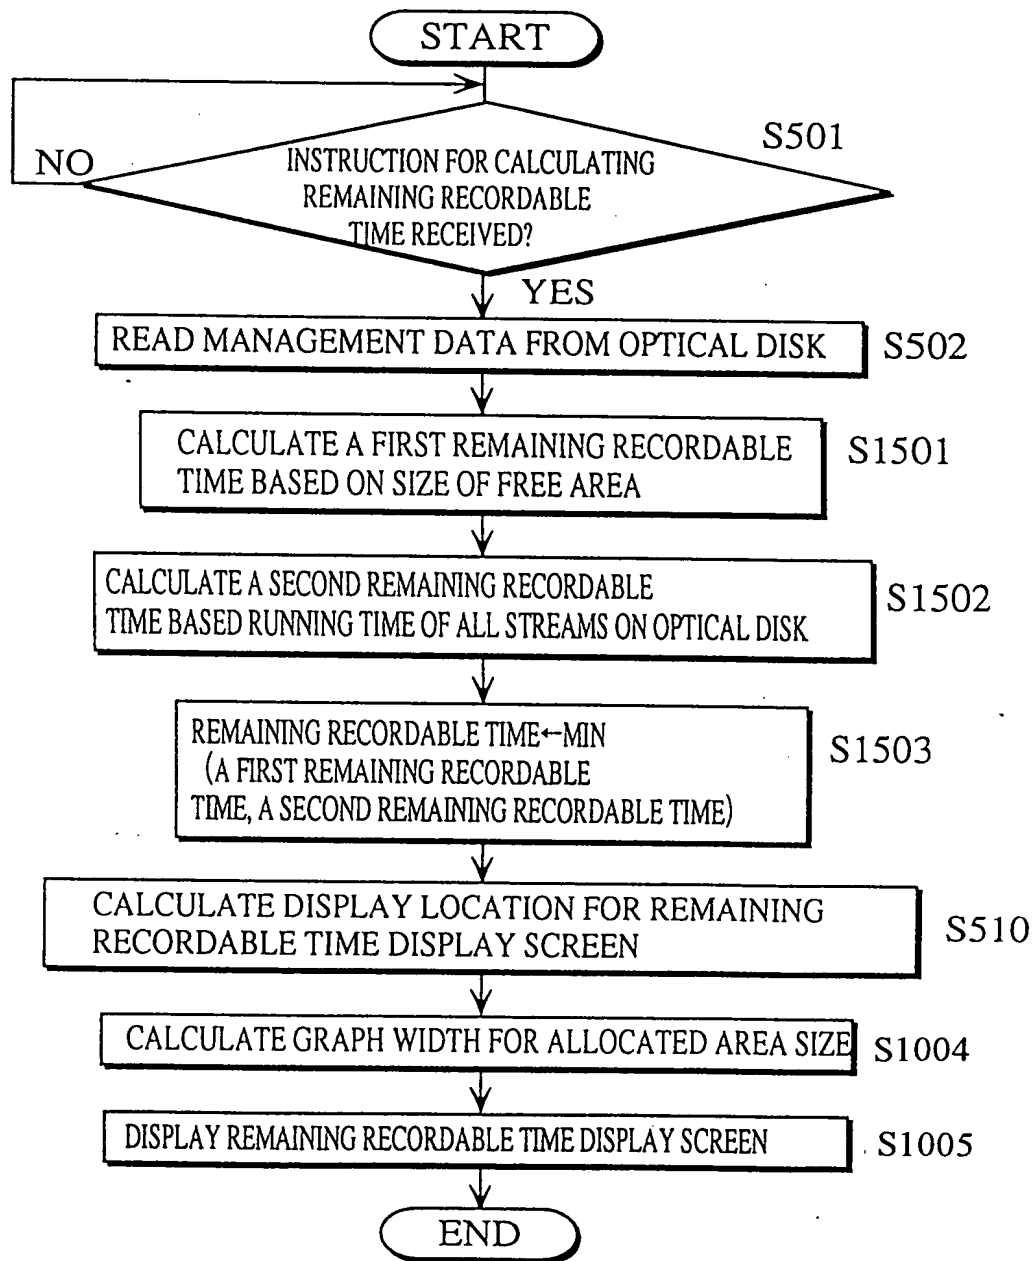 START
S501
NO
INSTRUCTION FOR CALCULATING
REMAINING RECORDABLE
TIME RECEIVED?
YES
READ MANAGEMENT DATA FROM OPTICAL DISK
S502
CALCULATE A FIRST REMAINING RECORDABLE
TIME BASED ON SIZE OF FREE AREA
S1501
CALCULATE A SECOND REMAINING RECORDABLE
TIME BASED RUNNING TIME OF ALL STREAMS ON OPTICAL DISK
S1502
REMAINING RECORDABLE TIME←MIN
(A FIRST REMAINING RECORDABLE
TIME, A SECOND REMAINING RECORDABLE TIME)
S1503
CALCULATE DISPLAY LOCATION FOR REMAINING
RECORDABLE TIME DISPLAY SCREEN
S510
CALCULATE GRAPH WIDTH FOR ALLOCATED AREA SIZE
S1004
DISPLAY REMAINING RECORDABLE TIME DISPLAY SCREEN
S1005
END